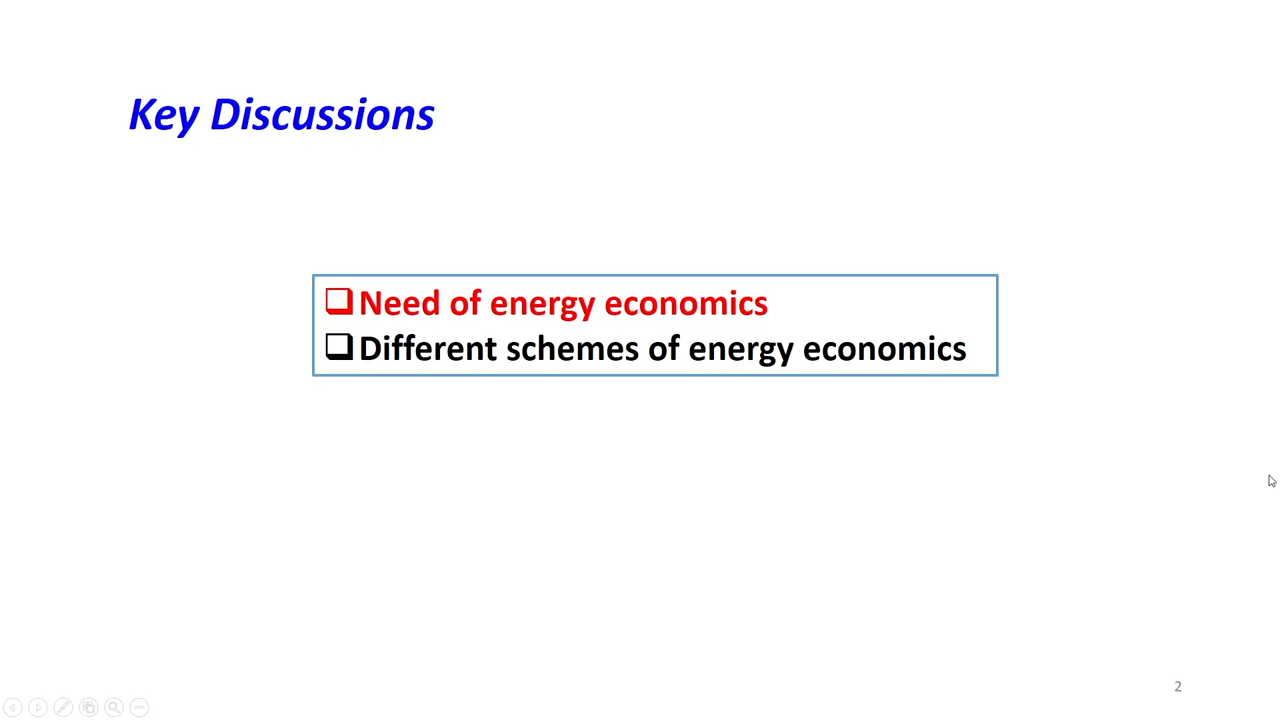 Key Discussions
❑Need of energy economics
❑Different schemes of energy economics
2